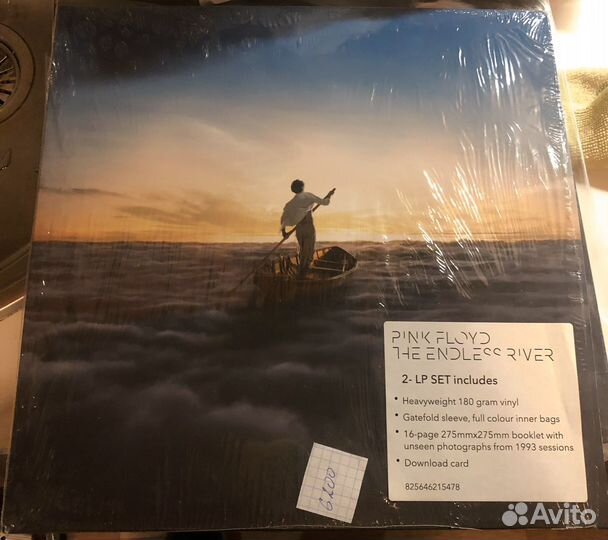 PINK FLOYD
THE ENDLESS RIVER
2- LP SET includes
• Heavyweight 180 gram vinyl
• Gatefold sleeve, full colour inner bags
• 16-page 275mmx275mm booklet with
unseen photographs from 1993 sessions
• Download card
825646215478
6200
Avito